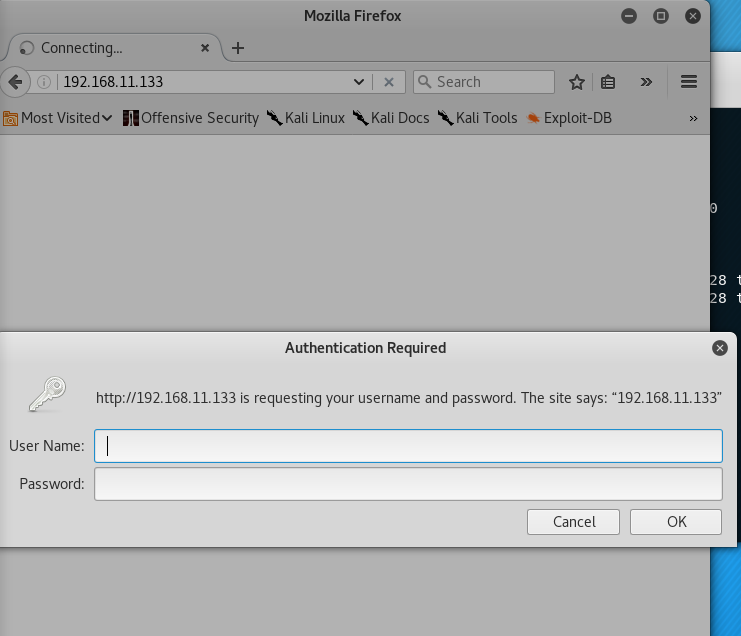 Mozilla Firefox
Connecting...
192.168.11.133 Search
Most Visited Offensive Security Kali Linux Kali Docs Kali Tools Exploit-DB »
0
28 t
28 t
Authentication Required
http://192.168.11.133 is requesting your username and password. The site says: “192.168.11.133”
User Name:
Password:
Cancel OK